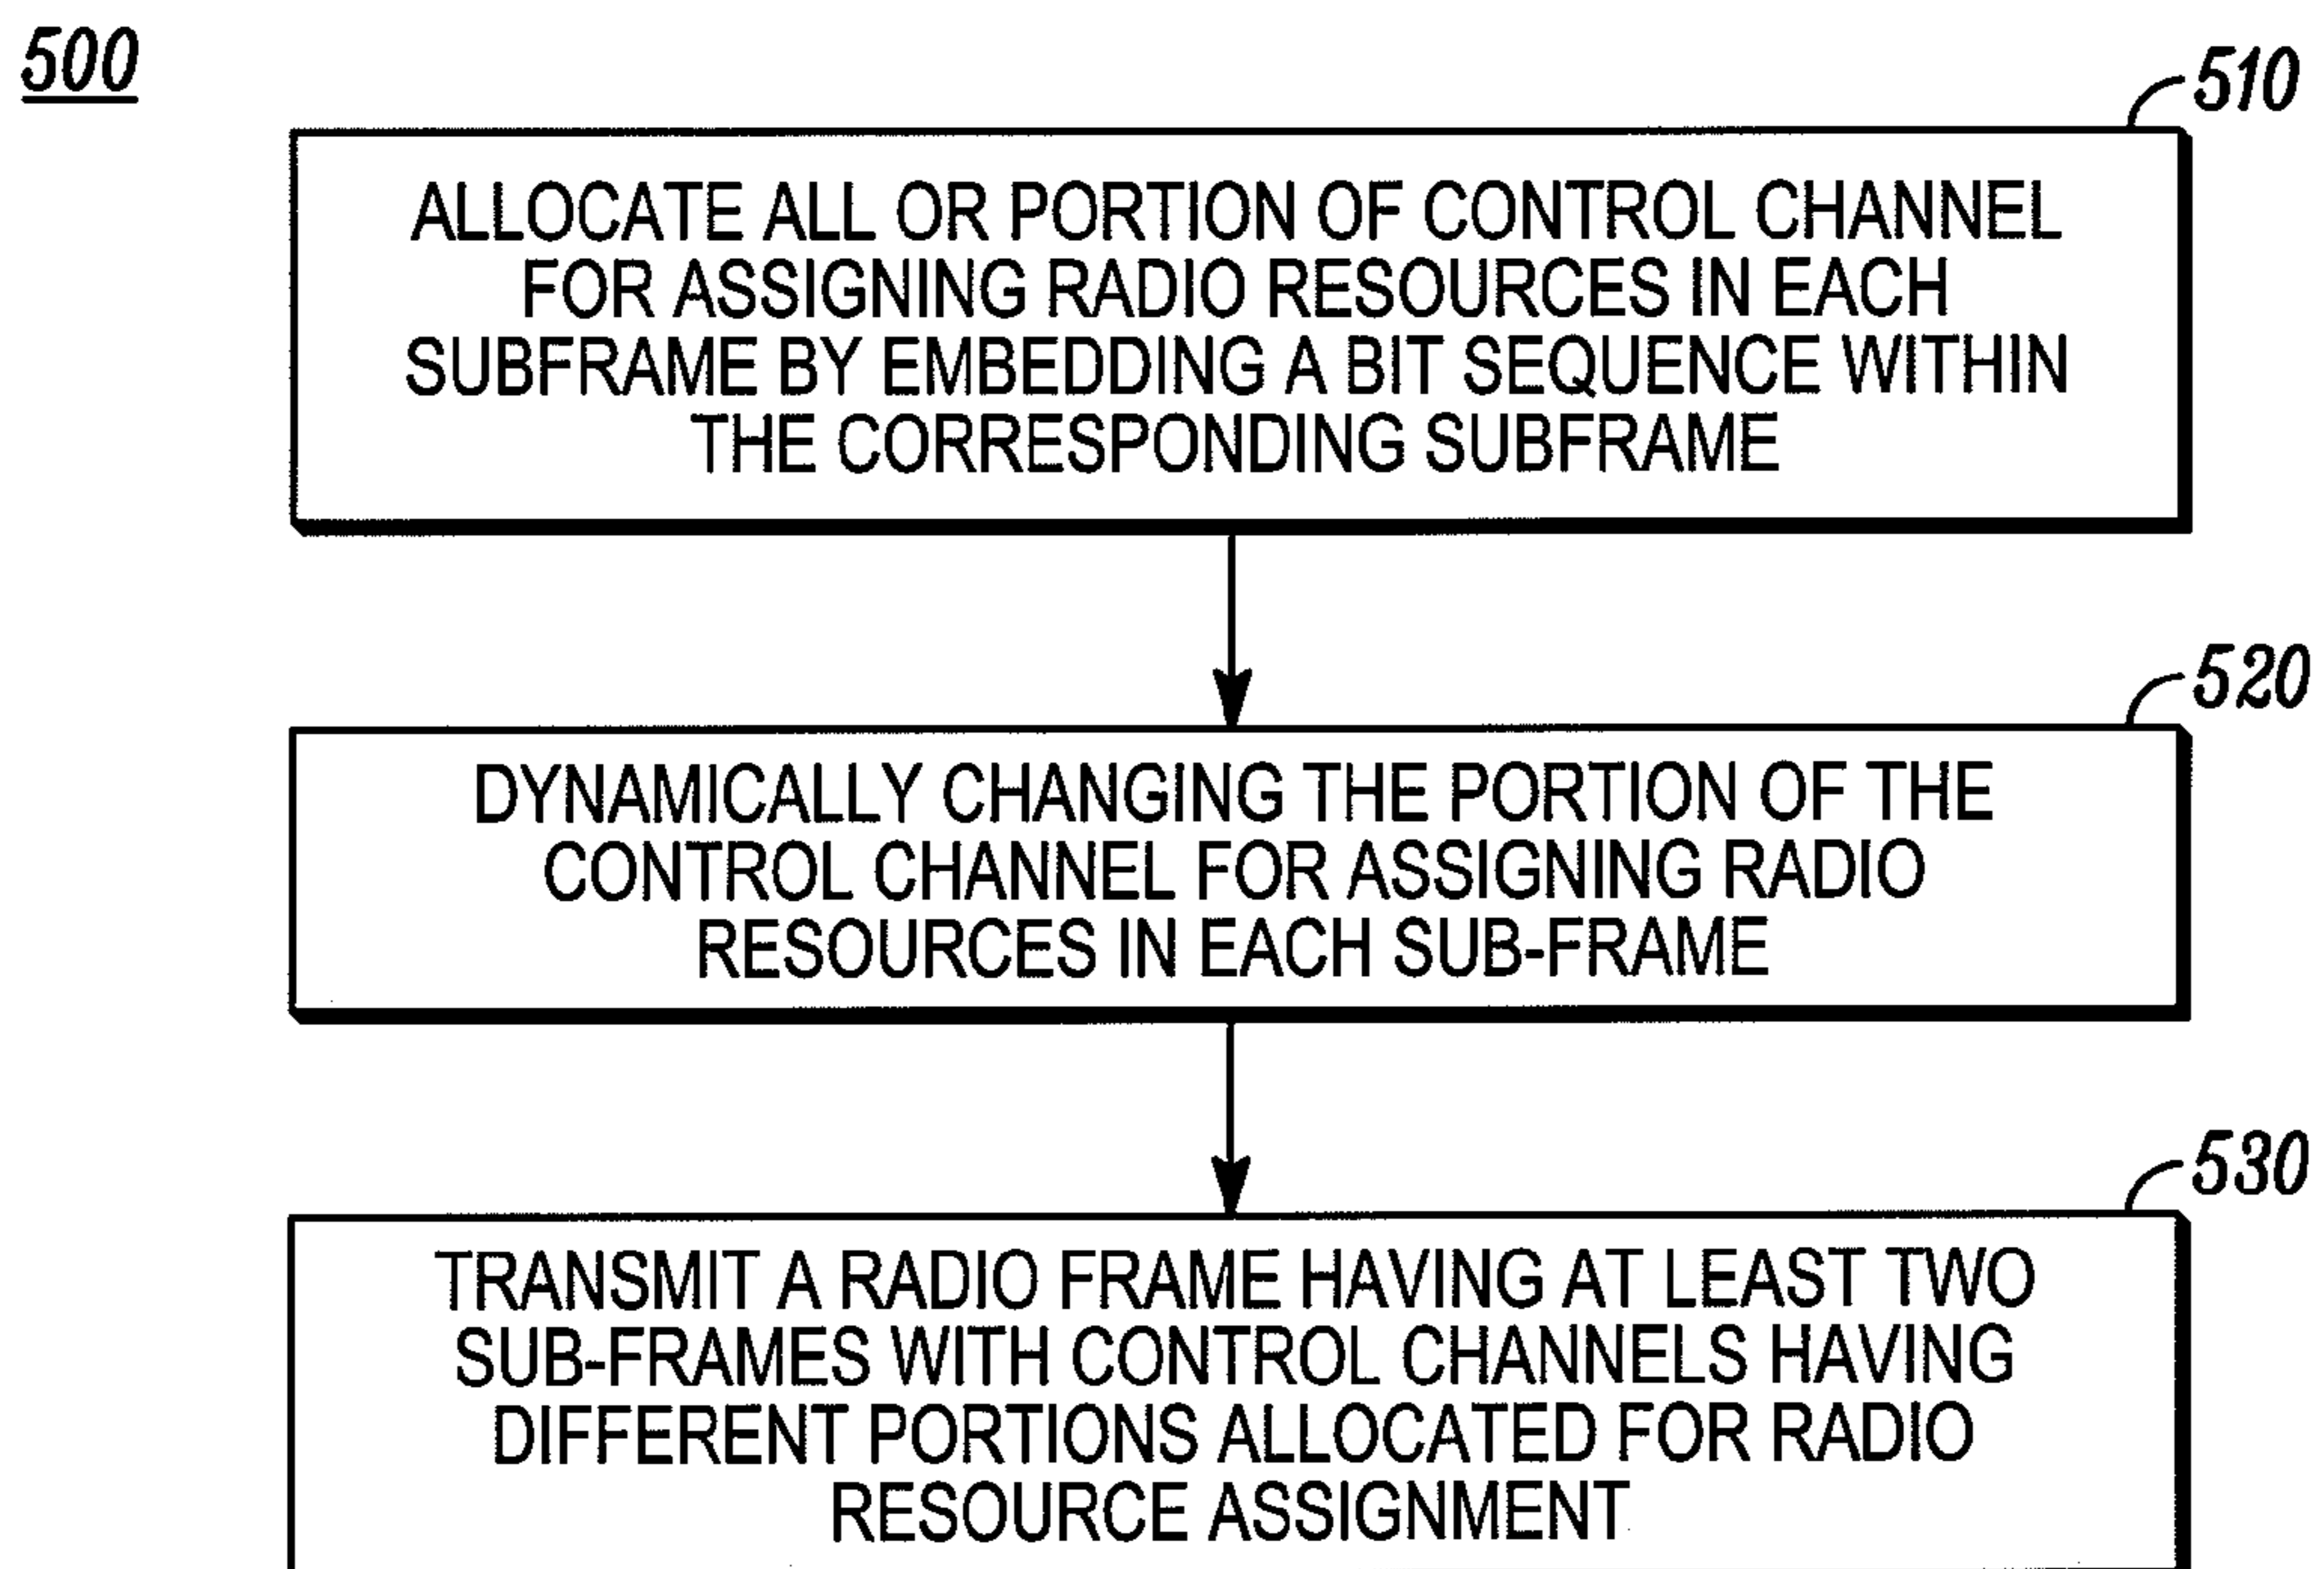 500
510
ALLOCATE ALL OR PORTION OF CONTROL CHANNEL
FOR ASSIGNING RADIO RESOURCES IN EACH
SUBFRAME BY EMBEDDING A BIT SEQUENCE WITHIN
THE CORRESPONDING SUBFRAME
520
DYNAMICALLY CHANGING THE PORTION OF THE
CONTROL CHANNEL FOR ASSIGNING RADIO
RESOURCES IN EACH SUB-FRAME
530
TRANSMIT A RADIO FRAME HAVING AT LEAST TWO
SUB-FRAMES WITH CONTROL CHANNELS HAVING
DIFFERENT PORTIONS ALLOCATED FOR RADIO
RESOURCE ASSIGNMENT